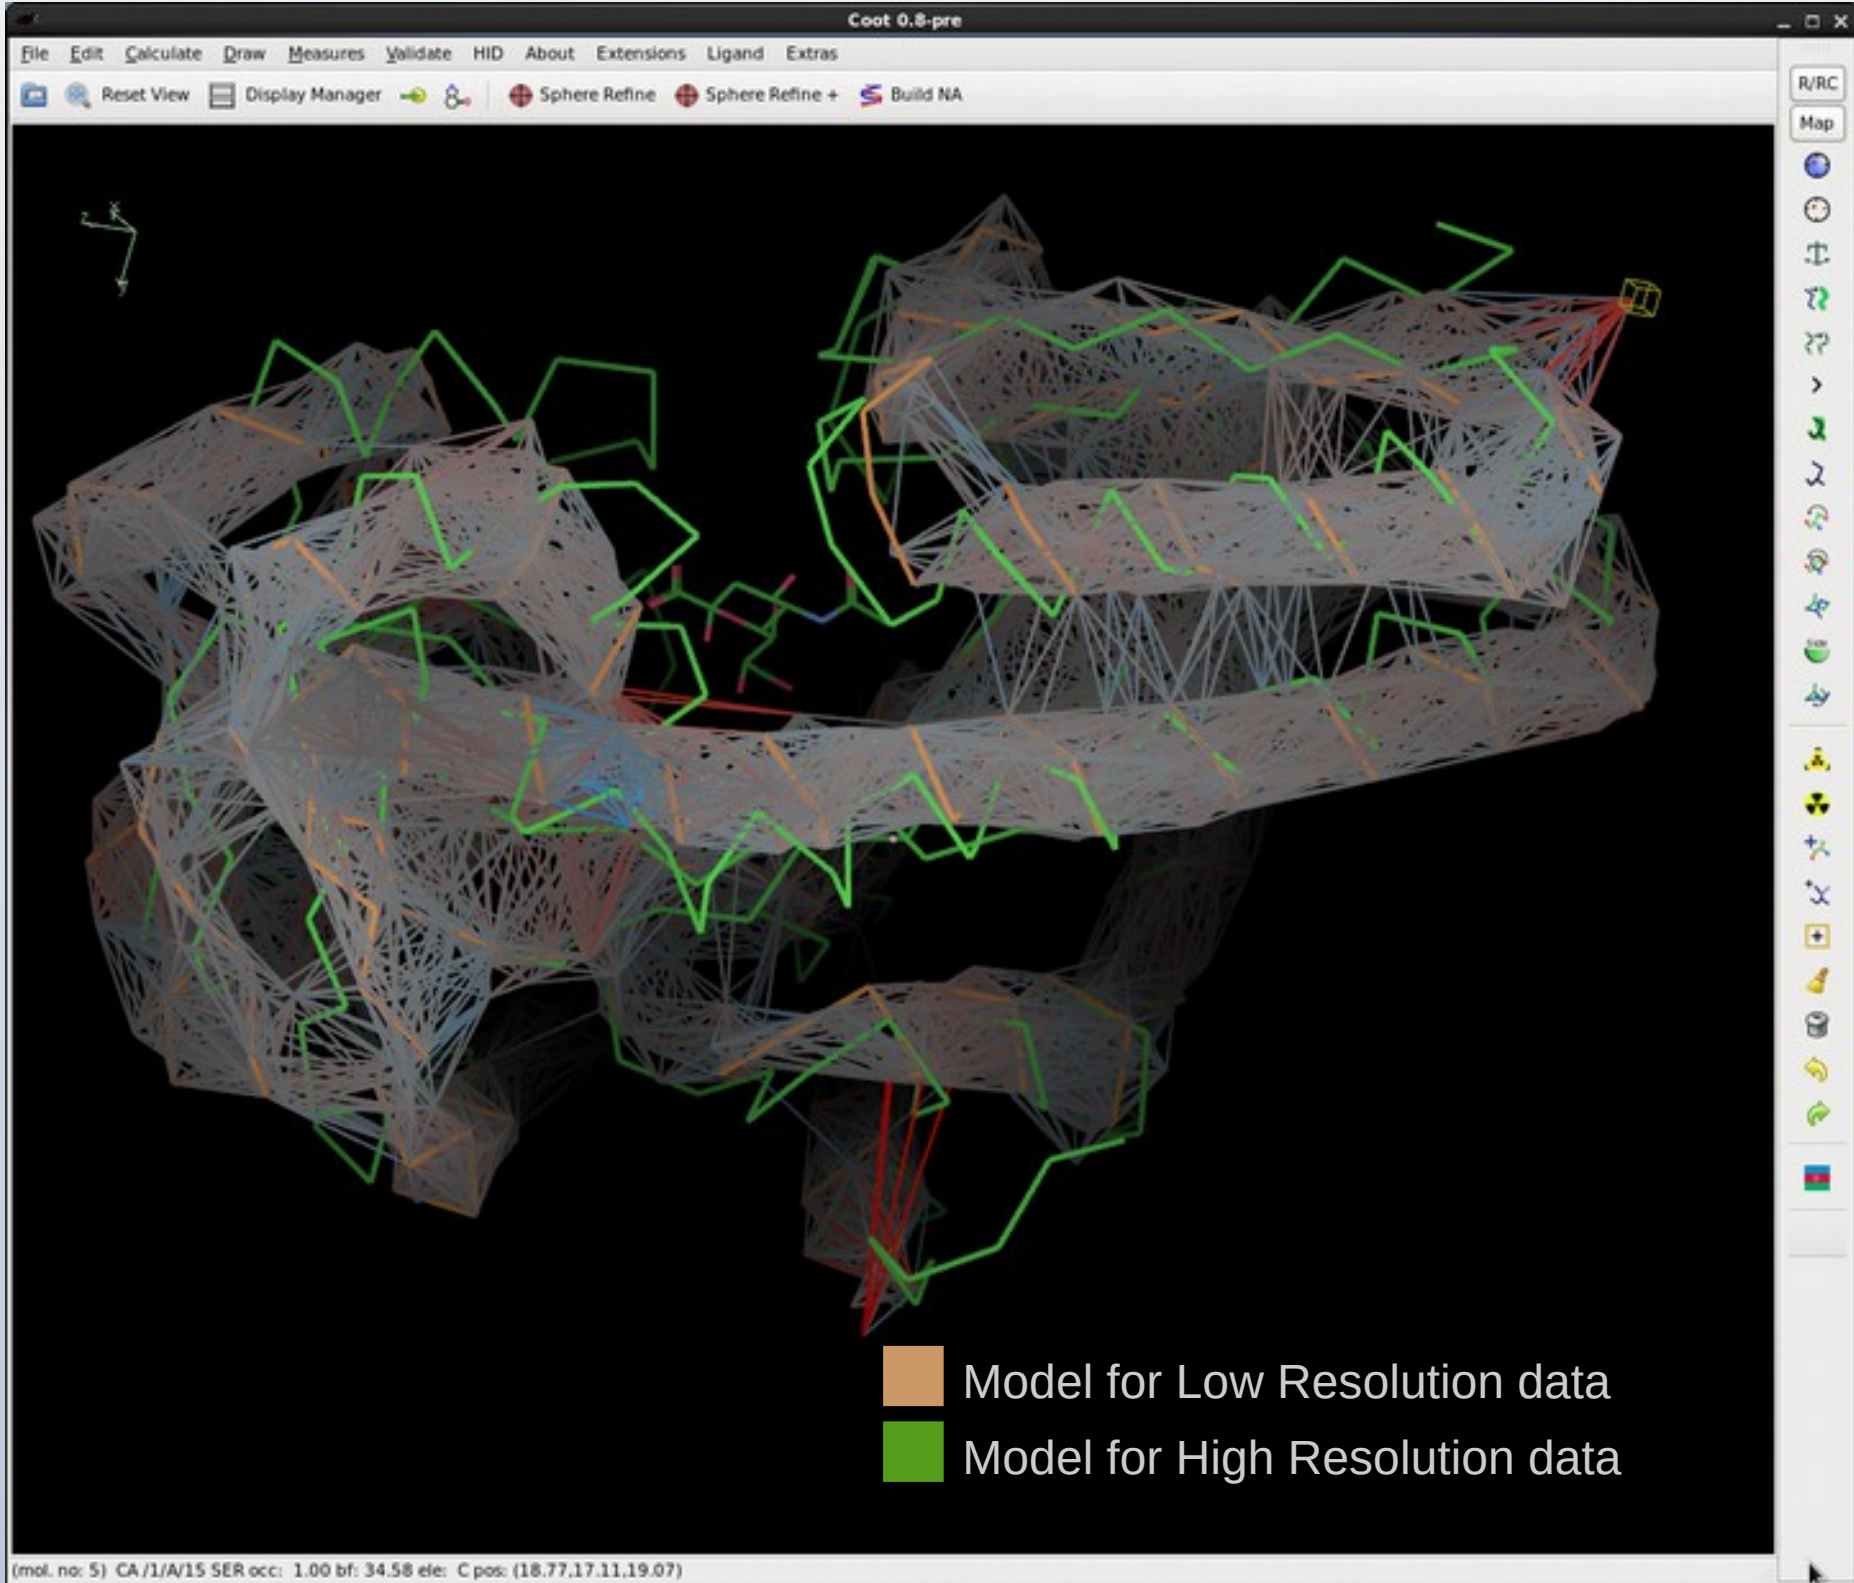 Coot 0.8-pre
File Edit Calculate Draw Measures Validate HID About Extensions Ligand Extras
R/RC
Reset View Display Manager Sphere Refine Sphere Refine + Build NA
Map
z x
y
Model for Low Resolution data
Model for High Resolution data
(mol. no: 5) CA /1/A/15 SER occ: 1.00 bf: 34.58 ele: C pos: (18.77,17.11,19.07)